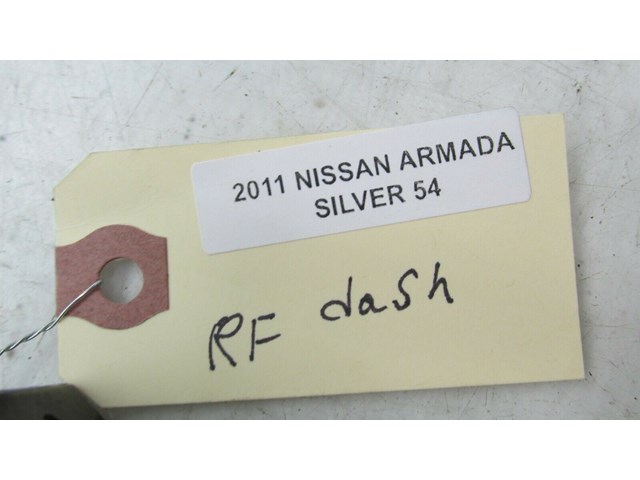 2011 NISSAN ARMADA
SILVER 54
RF dash